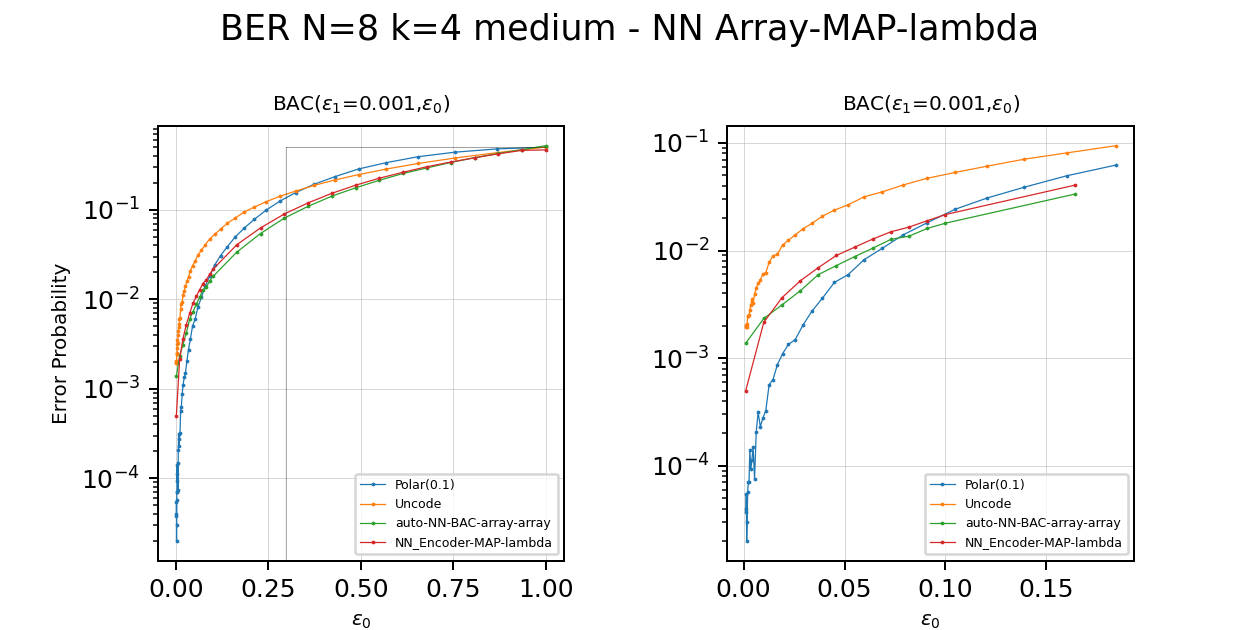 BER N=8 k=4 medium - NN Array-MAP-lambda
BAC(ε₁=0.001,ε₀)
Error Probability
10⁻¹
10⁻²
10⁻³
10⁻⁴
0.00 0.25 0.50 0.75 1.00
ε₀
Polar(0.1)
Uncode
auto-NN-BAC-array-array
NN_Encoder-MAP-lambda
BAC(ε₁=0.001,ε₀)
10⁻¹
10⁻²
10⁻³
10⁻⁴
0.00 0.05 0.10 0.15
ε₀
Polar(0.1)
Uncode
auto-NN-BAC-array-array
NN_Encoder-MAP-lambda